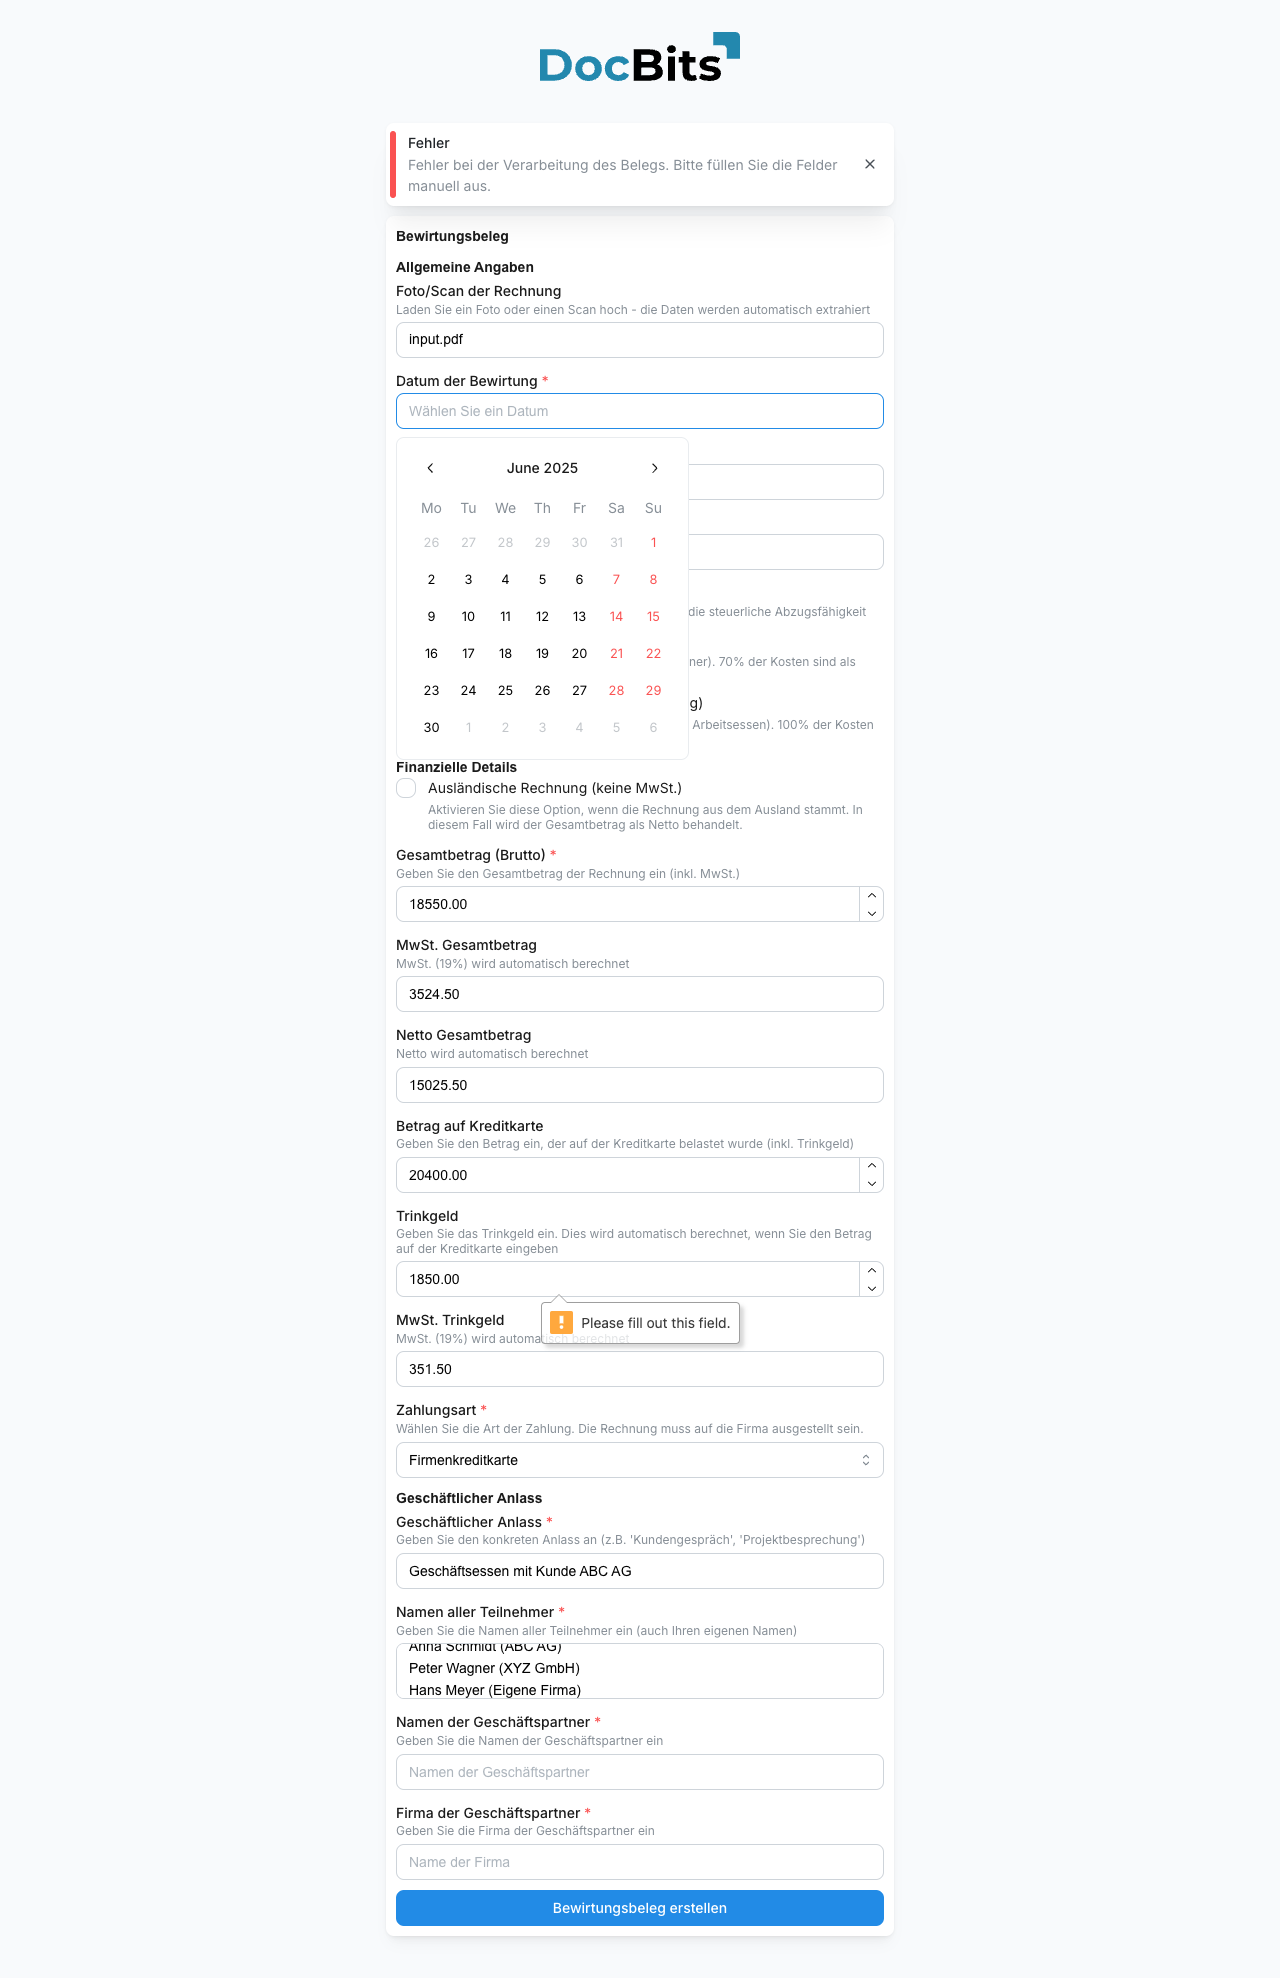 DocBits
Fehler
Fehler bei der Verarbeitung des Belegs. Bitte füllen Sie die Felder
manuell aus.
Bewirtungsbeleg
Allgemeine Angaben
Foto/Scan der Rechnung
Laden Sie ein Foto oder einen Scan hoch - die Daten werden automatisch extrahiert
input.pdf
Datum der Bewirtung *
Wählen Sie ein Datum
June 2025
Mo Tu We Th Fr Sa Su
26 27 28 29 30 31 1
2 3 4 5 6 7 8
9 10 11 12 13 14 15
die steuerliche Abzugsfähigkeit
16 17 18 19 20 21 22
ner). 70% der Kosten sind als
23 24 25 26 27 28 29
g)
30 1 2 3 4 5 6
Arbeitsessen). 100% der Kosten
Finanzielle Details
Ausländische Rechnung (keine MwSt.)
Aktivieren Sie diese Option, wenn die Rechnung aus dem Ausland stammt. In
diesem Fall wird der Gesamtbetrag als Netto behandelt.
Gesamtbetrag (Brutto) *
Geben Sie den Gesamtbetrag der Rechnung ein (inkl. MwSt.)
18550.00
MwSt. Gesamtbetrag
MwSt. (19%) wird automatisch berechnet
3524.50
Netto Gesamtbetrag
Netto wird automatisch berechnet
15025.50
Betrag auf Kreditkarte
Geben Sie den Betrag ein, der auf der Kreditkarte belastet wurde (inkl. Trinkgeld)
20400.00
Trinkgeld
Geben Sie das Trinkgeld ein. Dies wird automatisch berechnet, wenn Sie den Betrag
auf der Kreditkarte eingeben
1850.00
MwSt. Trinkgeld
Please fill out this field.
MwSt. (19%) wird automatisch berechnet
351.50
Zahlungsart *
Wählen Sie die Art der Zahlung. Die Rechnung muss auf die Firma ausgestellt sein.
Firmenkreditkarte
Geschäftlicher Anlass
Geschäftlicher Anlass *
Geben Sie den konkreten Anlass an (z.B. 'Kundengespräch', 'Projektbesprechung')
Geschäftsessen mit Kunde ABC AG
Namen aller Teilnehmer *
Geben Sie die Namen aller Teilnehmer ein (auch Ihren eigenen Namen)
Anna Schmidt (ABC AG)
Peter Wagner (XYZ GmbH)
Hans Meyer (Eigene Firma)
Namen der Geschäftspartner *
Geben Sie die Namen der Geschäftspartner ein
Namen der Geschäftspartner
Firma der Geschäftspartner *
Geben Sie die Firma der Geschäftspartner ein
Name der Firma
Bewirtungsbeleg erstellen